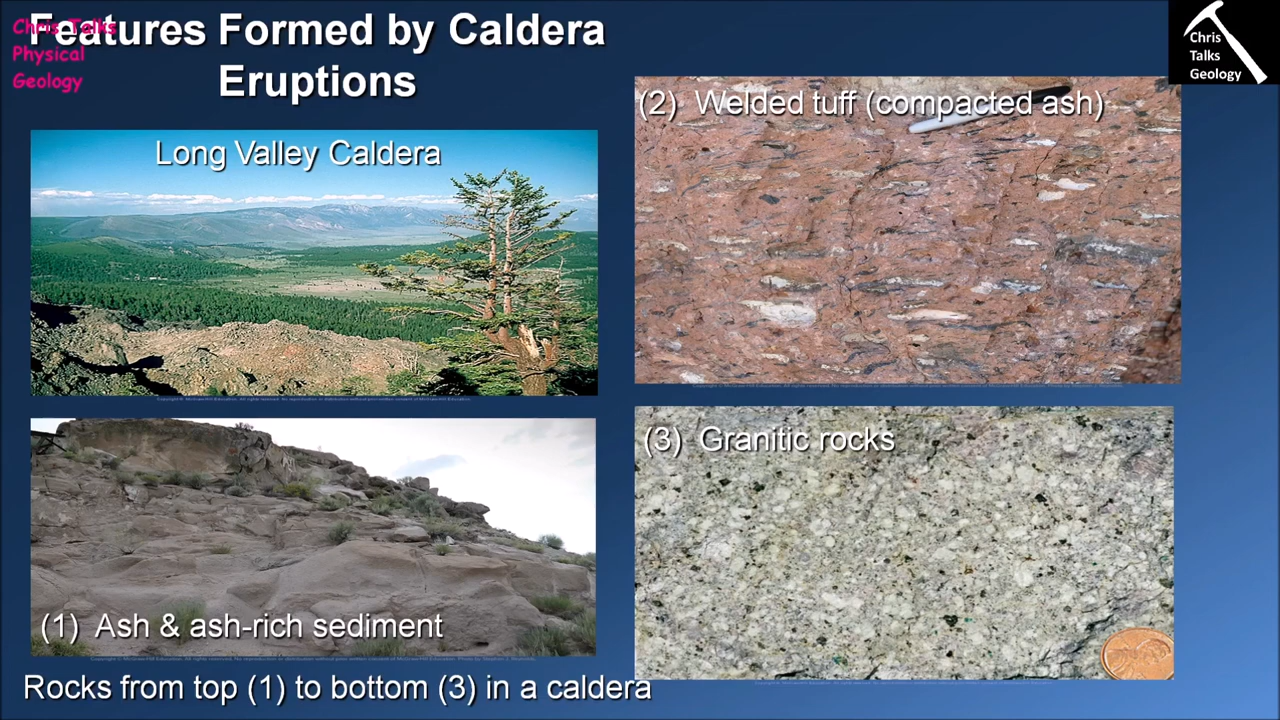 Features Formed by Caldera
Eruptions
Chris Talks
Physical
Geology
Chris
Talks
Geology
Long Valley Caldera
(2) Welded tuff (compacted ash)
(1) Ash & ash-rich sediment
(3) Granitic rocks
Rocks from top (1) to bottom (3) in a caldera